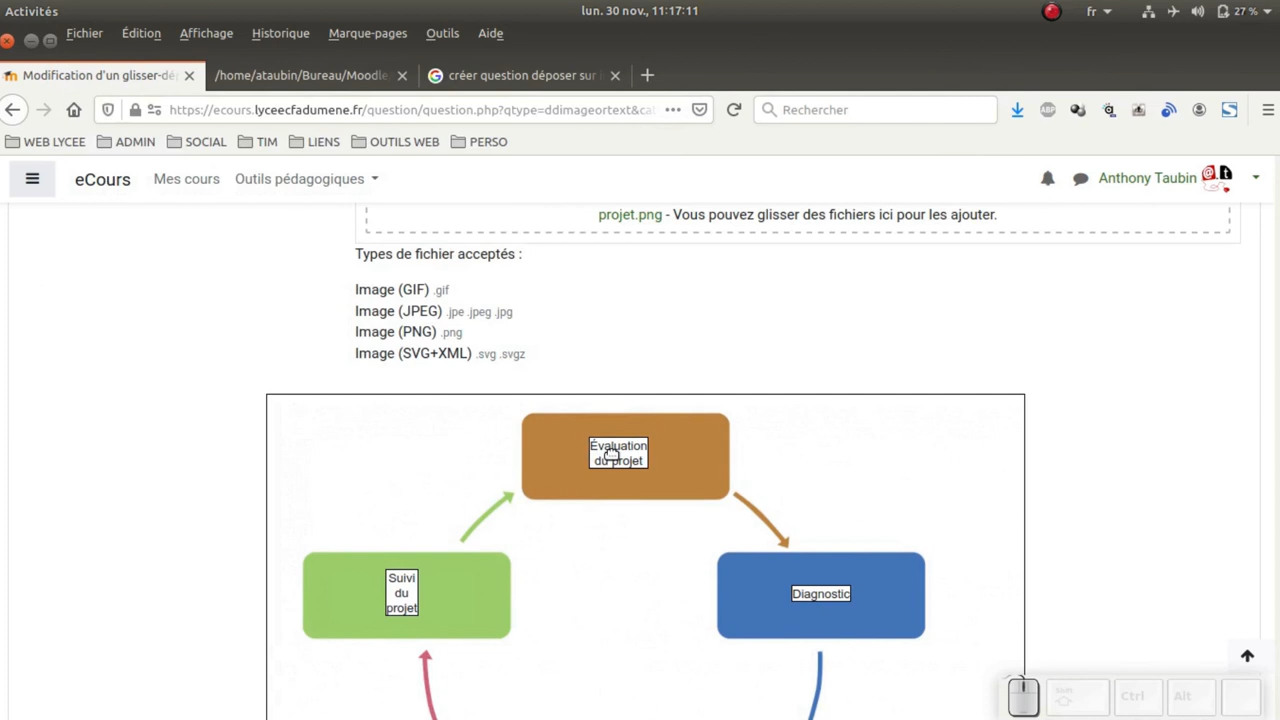 Activités
lun. 30 nov., 11:17:11
fr
27 %
Fichier Édition Affichage Historique Marque-pages Outils Aide
Modification d'un glisser-dép
/home/ataubin/Bureau/Moodle
créer question déposer sur
https://ecours.lyceecfadumene.fr/question/question.php?qtype=ddimageortext&cat
Rechercher
WEB LYCEE ADMIN SOCIAL TIM LIENS OUTILS WEB PERSO
eCours Mes cours Outils pédagogiques
Anthony Taubin
projet.png - Vous pouvez glisser des fichiers ici pour les ajouter.
Types de fichier acceptés :
Image (GIF) .gif
Image (JPEG) .jpe .jpeg .jpg
Image (PNG) .png
Image (SVG+XML) .svg .svgz
Évaluation
du projet
Suivi
du
projet
Diagnostic
Shift
Ctrl
Alt